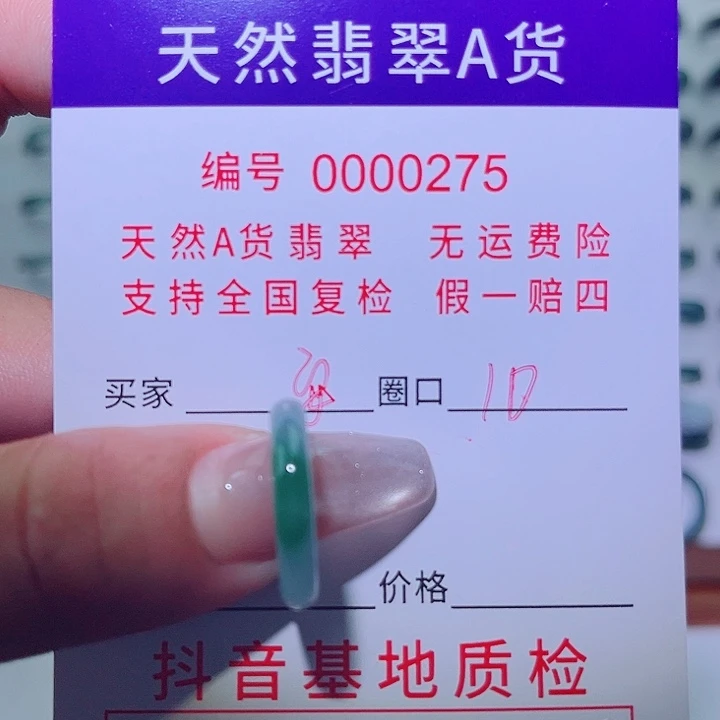 天然翡翠A货
编号 0000275
天然A货翡翠 无运费险
支持全国复检 假一赔四
买家 圈口 10
价格
抖音基地质检